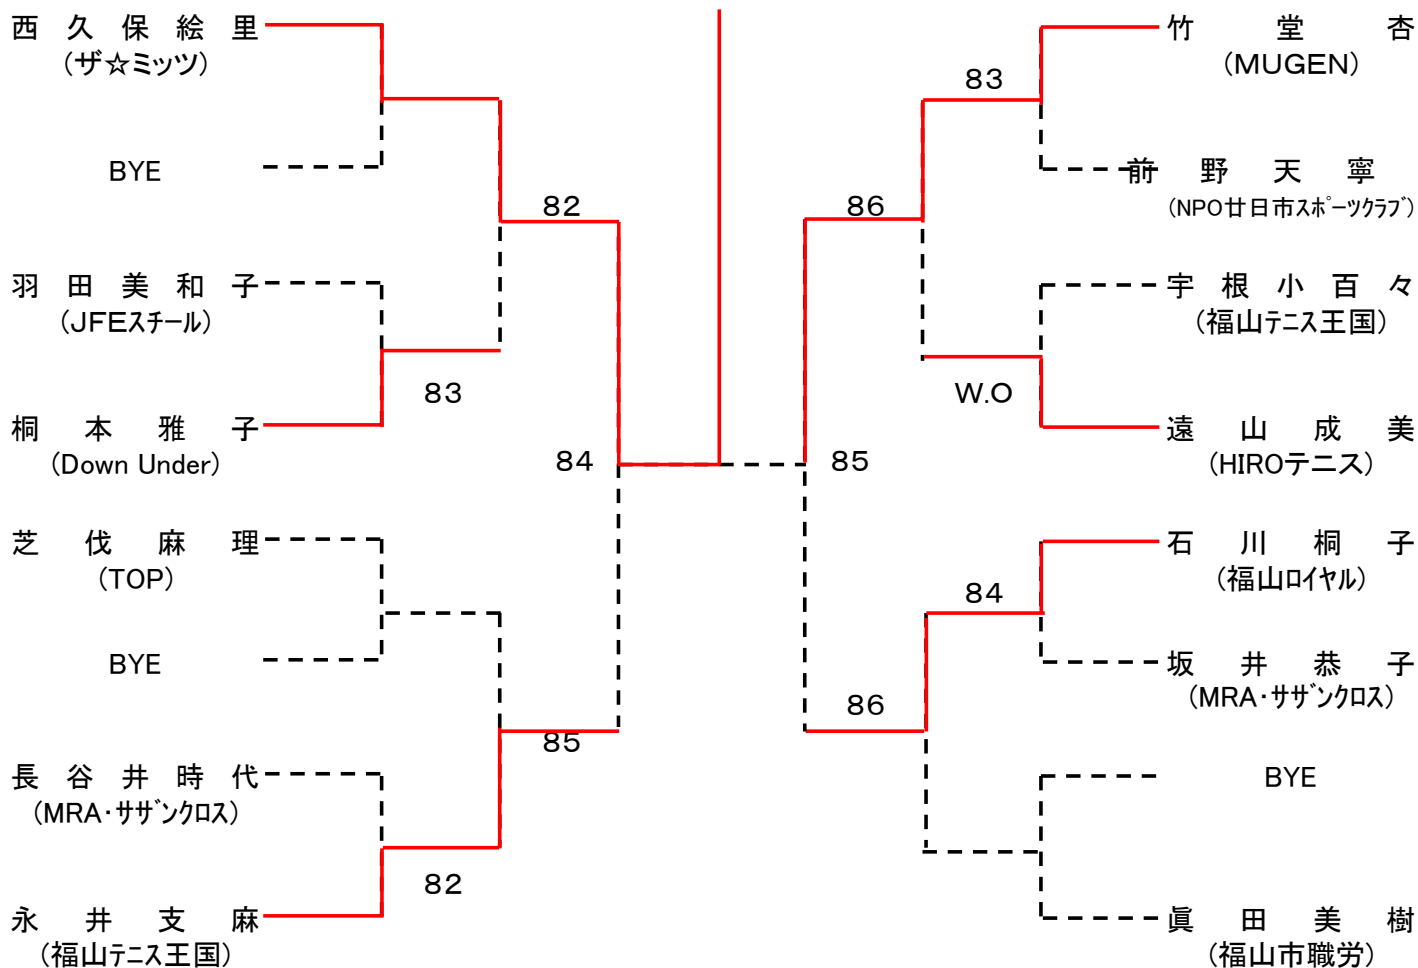 西久保絵里
(ザ☆ミッツ)
BYE
82
羽田美和子
(JFEスチール)
83
桐本雅子
(Down Under)
84
芝伐麻理
(TOP)
BYE
85
長谷井時代
(MRA・サザンクロス)
82
永井支麻
(福山テニス王国)
竹堂杏
(MUGEN)
83
前野天寧
(NPO廿日市スポーツクラブ)
86
宇根小百々
(福山テニス王国)
W.O
遠山成美
(HIROテニス)
85
石川桐子
(福山ロイヤル)
84
坂井恭子
(MRA・サザンクロス)
86
BYE
眞田美樹
(福山市職労)